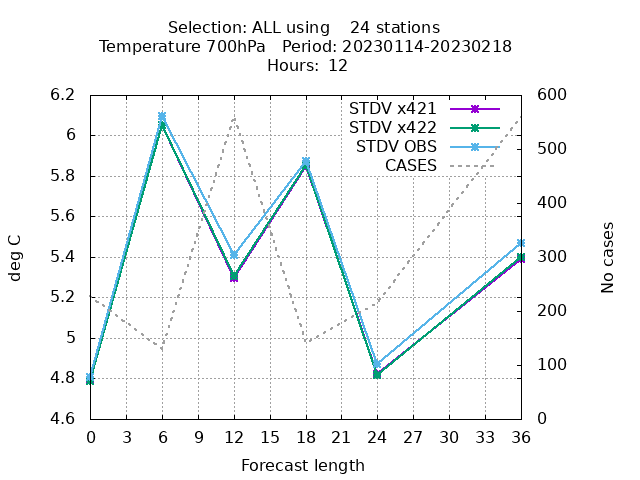 Selection: ALL using    24 stations
Temperature 700hPa   Period: 20230114-20230218
Hours: 12
6.2 600
STDV x421
STDV x422
6 500
STDV OBS
CASES
5.8 400
5.6
5.4 300
deg C No cases
5.2 200
5
4.8 100
4.6 0
0 3 6 9 12 15 18 21 24 27 30 33 36
Forecast length